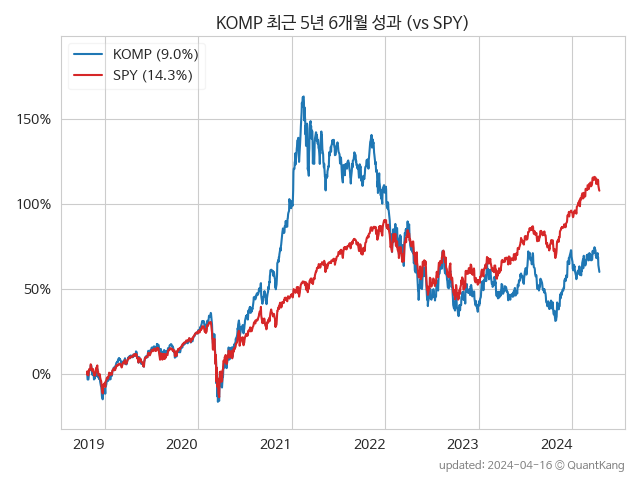 KOMP 최근 5년 6개월 성과 (vs SPY)
KOMP (9.0%)
SPY (14.3%)
150%
100%
50%
0%
2019 2020 2021 2022 2023 2024
updated: 2024-04-16 © QuantKang